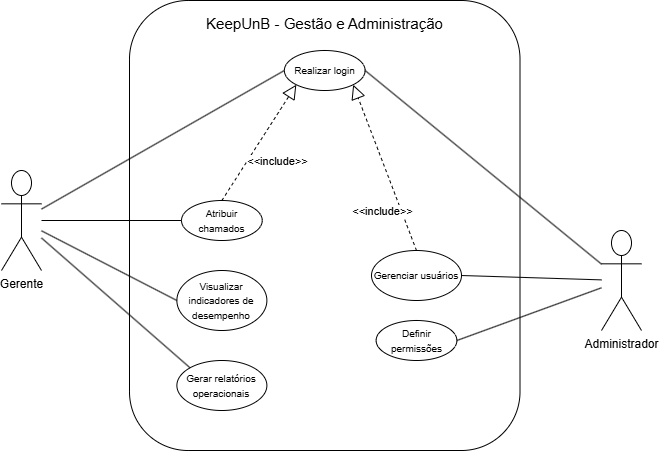 KeepUnB - Gestão e Administração
Realizar login
<<include>>
Atribuir
chamados
<<include>>
Gerenciar usuários
Gerente
Visualizar
indicadores de
desempenho
Definir
permissões
Administrador
Gerar relatórios
operacionais